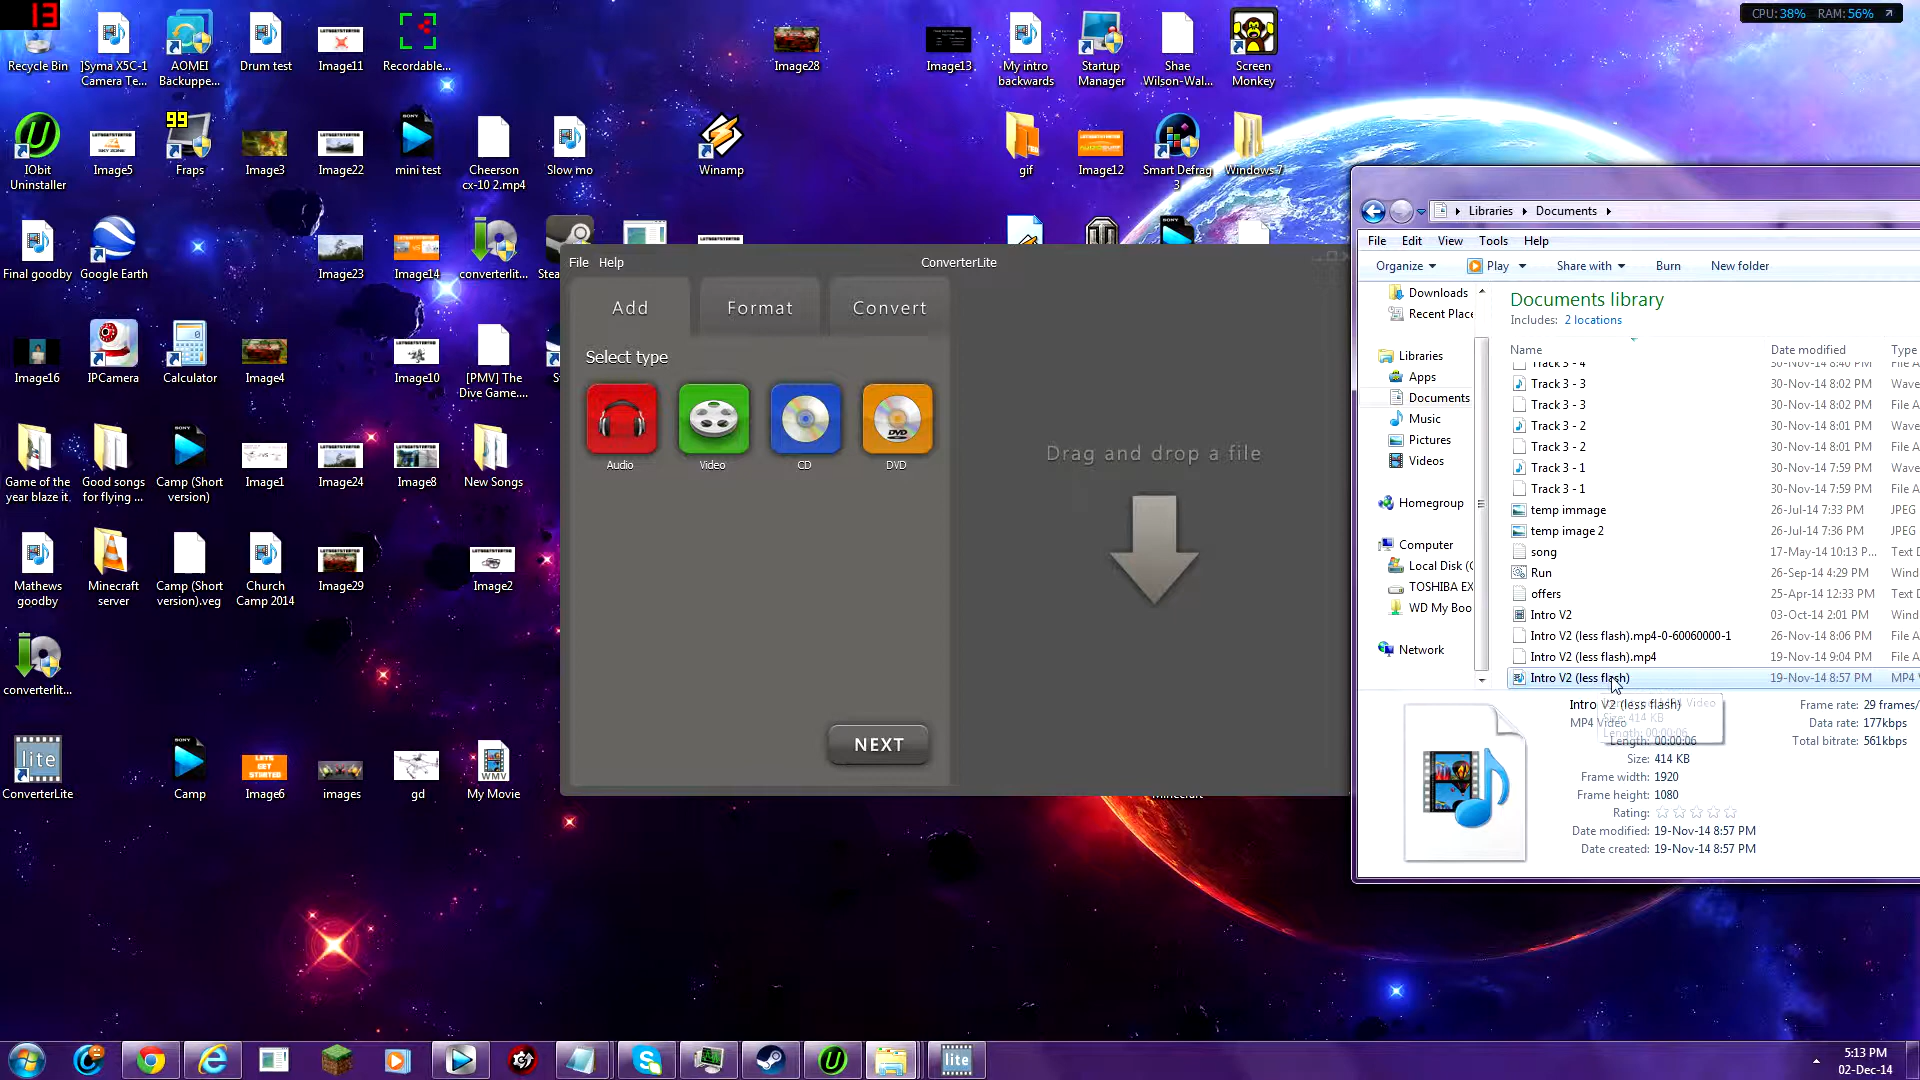 13
CPU: 38% RAM: 56%
Recycle Bin
]Syma X5C-1
Camera Te...
AOMEI
Backuppe...
Drum test
Image11
Recordable...
Image28
Image13
My intro
backwards
Startup
Manager
Shae
Wilson-Wal...
Screen
Monkey
IObit
Uninstaller
Image5
99
Fraps
Image3
Image22
SONY
mini test
Cheerson
cx-10 2.mp4
Slow mo
Winamp
gif
Image12
Smart Defrag
3
Windows 7
Final goodby
Google Earth
Image23
Image14
converterlit...
Image16
IPCamera
Calculator
Image4
Image10
[PMV] The
Dive Game....
Game of the
year blaze it
Good songs
for flying ...
Camp (Short
version)
Image1
Image24
Image8
New Songs
Mathews
goodby
Minecraft
server
Camp (Short
version).veg
Church
Camp 2014
Image29
Image2
converterlit...
lite
ConverterLite
Camp
LETS
GET
STARTED
Image6
images
gd
WMV
My Movie
File Help
ConverterLite
Add
Format
Convert
Select type
Audio
Video
CD
DVD
DVD
Drag and drop a file
NEXT
Libraries
Documents
File Edit View Tools Help
Organize
Play
Share with
Burn
New folder
Downloads
Recent Place
Libraries
Apps
Documents
Music
Pictures
Videos
Homegroup
Computer
Local Disk (C
TOSHIBA EX
WD My Boo
Network
Documents library
Includes: 2 locations
Name Date modified Type
Track 3 - 4 30-Nov-14 8:40 PM File A
Track 3 - 3 30-Nov-14 8:02 PM Wave
Track 3 - 3 30-Nov-14 8:02 PM File A
Track 3 - 2 30-Nov-14 8:01 PM Wave
Track 3 - 2 30-Nov-14 8:01 PM File A
Track 3 - 1 30-Nov-14 7:59 PM Wave
Track 3 - 1 30-Nov-14 7:59 PM File A
temp immage 26-Jul-14 7:33 PM JPEG
temp image 2 26-Jul-14 7:36 PM JPEG
song 17-May-14 10:13 P... Text D
Run 26-Sep-14 4:29 PM Wind
offers 25-Apr-14 12:33 PM Text D
Intro V2 03-Oct-14 2:01 PM Wind
Intro V2 (less flash).mp4-0-60060000-1 26-Nov-14 8:06 PM File A
Intro V2 (less flash).mp4 19-Nov-14 9:04 PM File A
Intro V2 (less flash) 19-Nov-14 8:57 PM MP4 V
Intro V2 (less flash)
MP4 Video
Length: 00:00:06
Size: 414 KB
Frame width: 1920
Frame height: 1080
Rating:
Date modified: 19-Nov-14 8:57 PM
Date created: 19-Nov-14 8:57 PM
Frame rate: 29 frames/
Data rate: 177kbps
Total bitrate: 561kbps
lite
5:13 PM
02-Dec-14